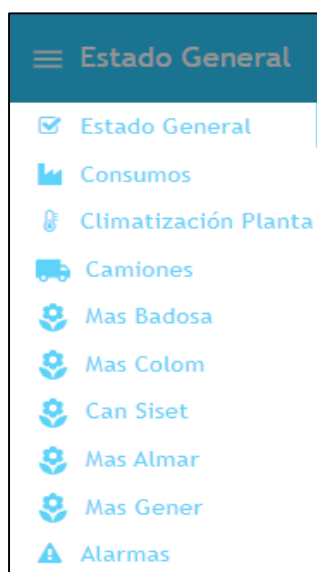 Estado General
Estado General
Consumos
Climatización Planta
Camiones
Mas Badosa
Mas Colom
Can Siset
Mas Almar
Mas Gener
Alarmas